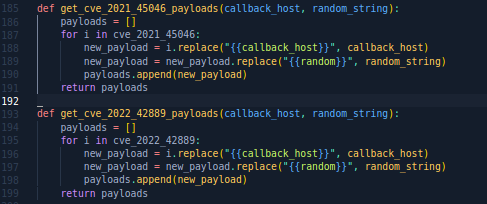 185 def get_cve_2021_45046_payloads(callback_host, random_string):
186     payloads = []
187     for i in cve_2021_45046:
188         new_payload = i.replace("{{callback_host}}", callback_host)
189         new_payload = new_payload.replace("{{random}}", random_string)
190         payloads.append(new_payload)
191     return payloads
192
193 def get_cve_2022_42889_payloads(callback_host, random_string):
194     payloads = []
195     for i in cve_2022_42889:
196         new_payload = i.replace("{{callback_host}}", callback_host)
197         new_payload = new_payload.replace("{{random}}", random_string)
198         payloads.append(new_payload)
199     return payloads